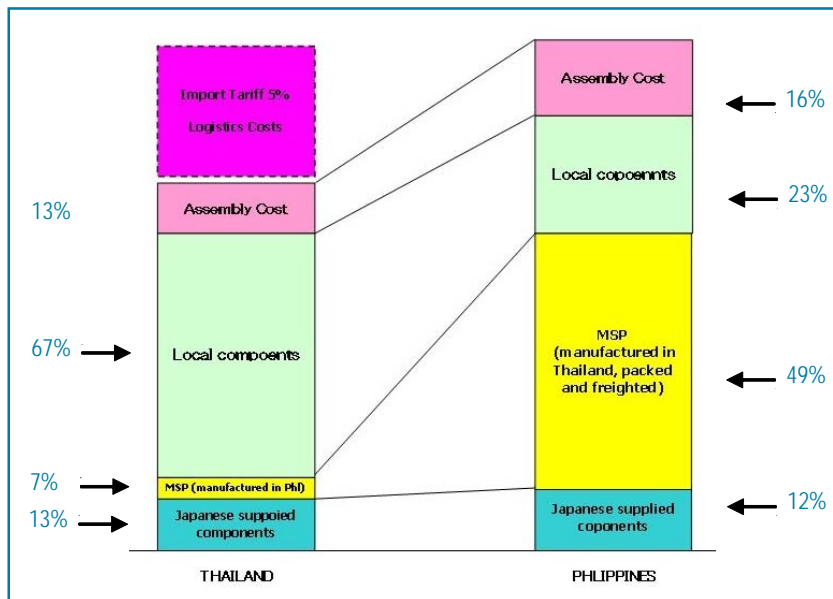 Import Tariff 5%
Logistics Costs
Assembly Cost
13%
Local compoents
67%
MSP (manufactured in Phl)
7%
Japanese suppoied
components
13%
THAILAND
Assembly Cost
16%
Local copoennts
23%
MSP
(manufactured in
Thailand, packed
and freighted)
49%
Japanese supplied
coponents
12%
PHLIPPINES